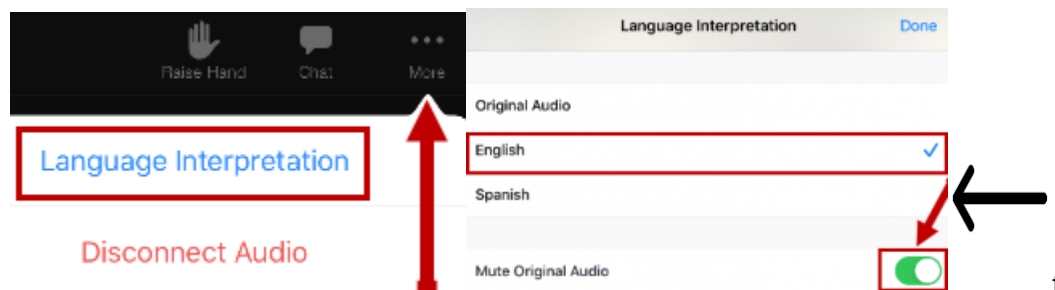 Raise Hand Chat More
Language Interpretation
Disconnect Audio
Language Interpretation Done
Original Audio
English
Spanish
Mute Original Audio